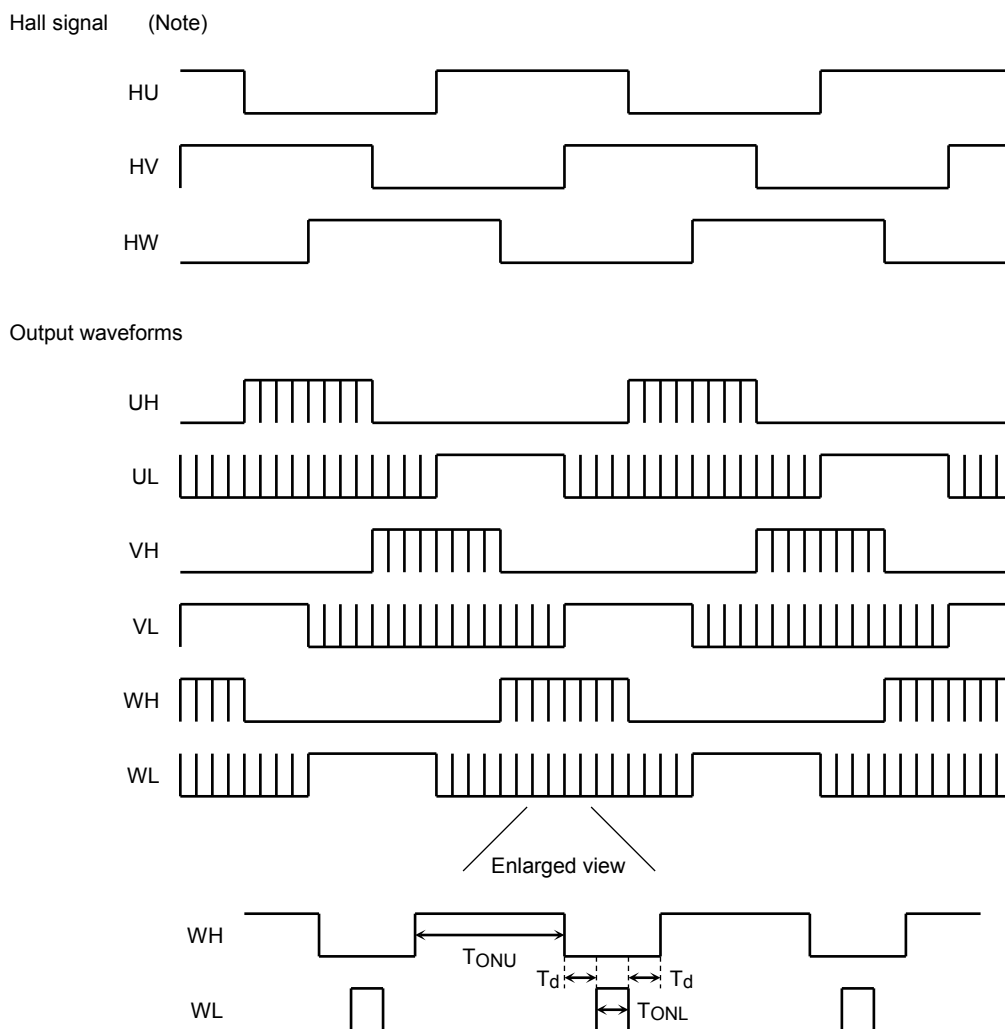 Hall signal (Note)
HU
HV
HW
Output waveforms
UH
UL
VH
VL
WH
WL
Enlarged view
WH
TONU
Td Td
WL
TONL